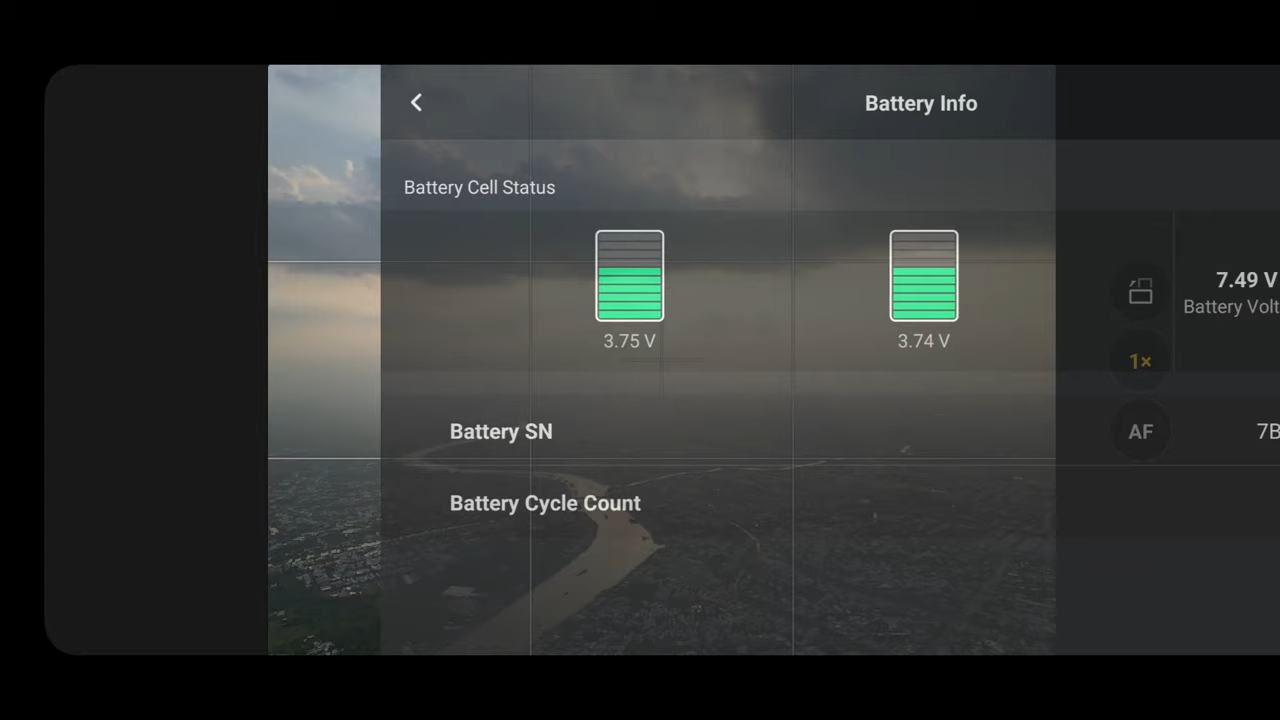 Battery Info
Battery Cell Status
3.75 V
3.74 V
7.49 V
Battery Volt
1×
AF
Battery SN
7B
Battery Cycle Count